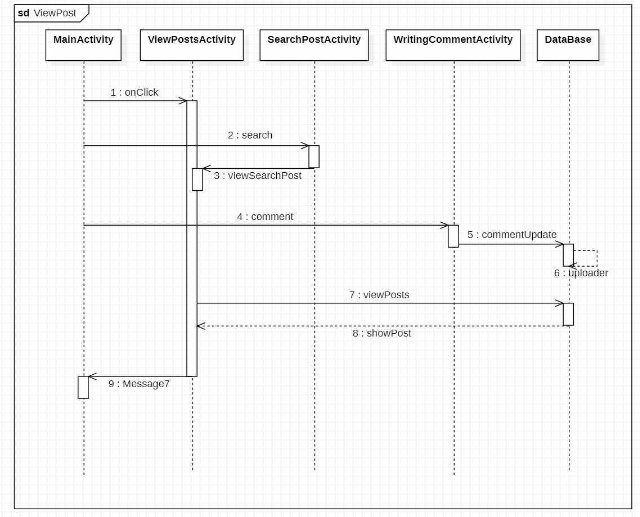 sd ViewPost
MainActivity
ViewPostsActivity
SearchPostActivity
WritingCommentActivity
DataBase
1 : onClick
2 : search
3 : viewSearchPost
4 : comment
5 : commentUpdate
6 : uploader
7 : viewPosts
8 : showPost
9 : Message7